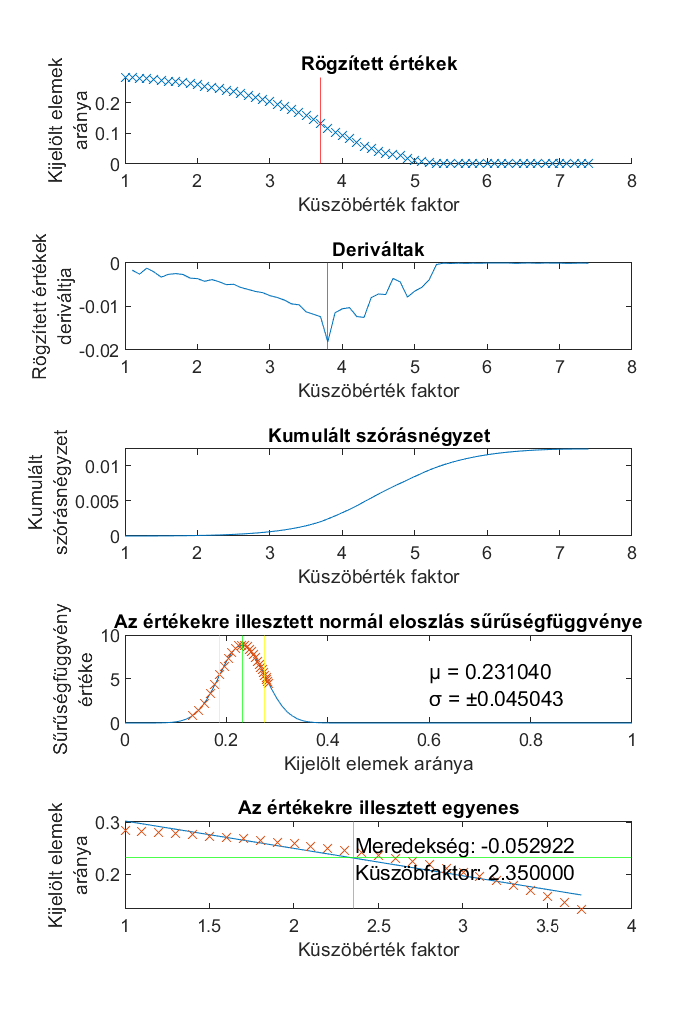 Rögzített értékek
Kijelölt elemek
aránya
0.2
0.1
0
1 2 3 4 5 6 7 8
Küszöbérték faktor
Deriváltak
Rögzített értékek
deriváltja
0
-0.01
-0.02
1 2 3 4 5 6 7 8
Küszöbérték faktor
Kumulált szórásnégyzet
Kumulált
szórásnégyzet
0.01
0.005
0
1 2 3 4 5 6 7 8
Küszöbérték faktor
Az értékekre illesztett normál eloszlás sűrűségfüggvénye
Sűrűségfüggvény
értéke
10
5
0
μ = 0.231040
σ = ±0.045043
0 0.2 0.4 0.6 0.8 1
Kijelölt elemek aránya
Az értékekre illesztett egyenes
Kijelölt elemek
aránya
0.3
0.2
Meredekség: -0.052922
Küszöbfaktor: 2.350000
1 1.5 2 2.5 3 3.5 4
Küszöbérték faktor